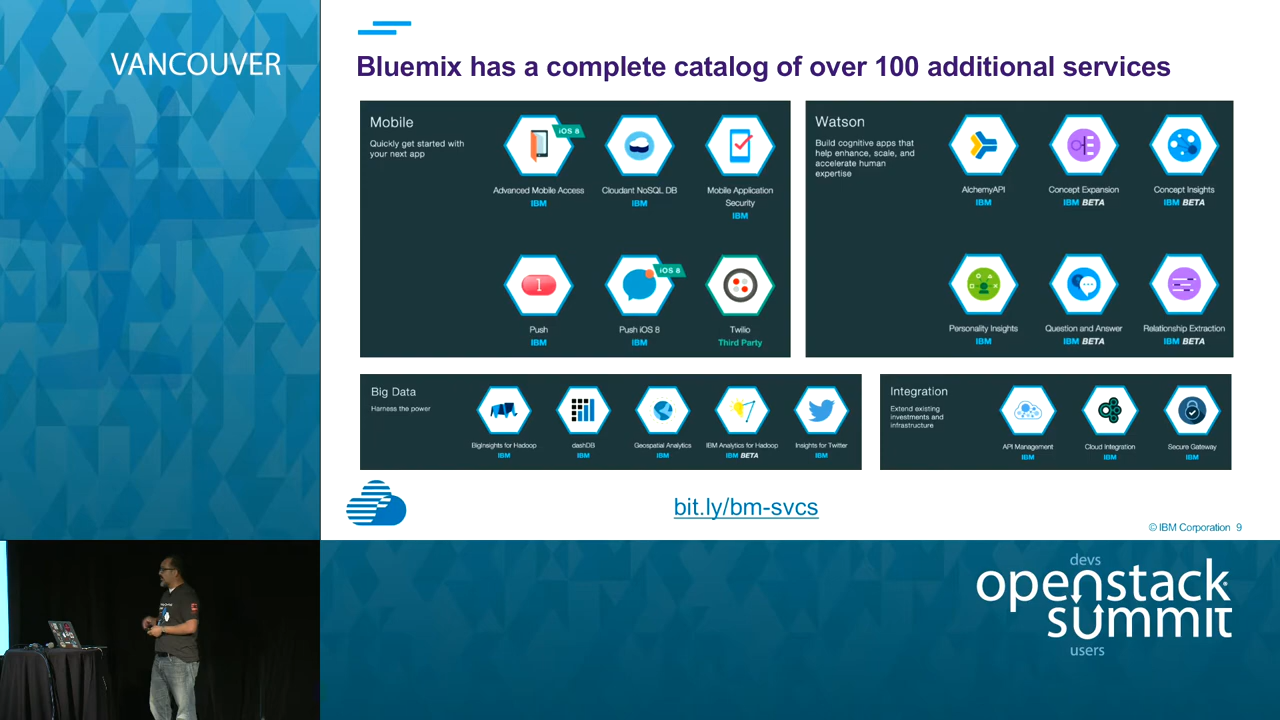 VANCOUVER
Bluemix has a complete catalog of over 100 additional services
Mobile
Quickly get started with
your next app
iOS 8
Advanced Mobile Access
IBM
Cloudant NoSQL DB
IBM
Mobile Application
Security
IBM
1
Push
IBM
iOS 8
Push iOS 8
IBM
Twilio
Third Party
Watson
Build cognitive apps that
help enhance, scale, and
accelerate human
expertise
AlchemyAPI
IBM
Concept Expansion
IBM BETA
Concept Insights
IBM BETA
Personality Insights
IBM
Question and Answer
IBM BETA
Relationship Extraction
IBM BETA
Big Data
Harness the power
BigInsights for Hadoop
IBM
dashDB
IBM
Geospatial Analytics
IBM
IBM Analytics for Hadoop
IBM BETA
Insights for Twitter
IBM
Integration
Extend existing
investments and
infrastructure
API Management
IBM
Cloud Integration
IBM
Secure Gateway
IBM
bit.ly/bm-svcs
© IBM Corporation 9
devs
openstack
summit
users